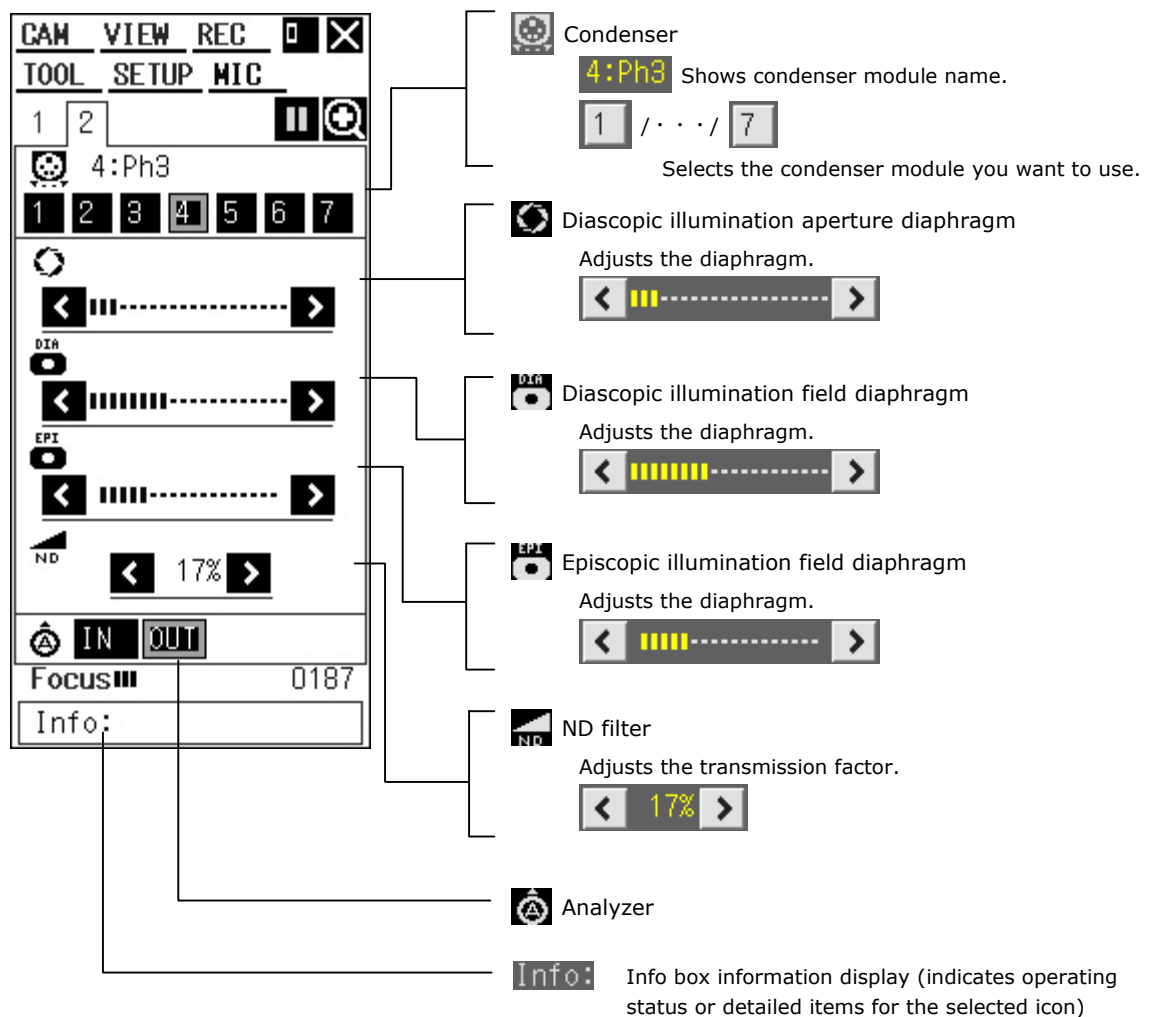 CAM VIEW REC
TOOL SETUP MIC
1 2
4:Ph3
1 2 3 4 5 6 7
DIA
EPI
ND
17%
IN OUT
Focus 0187
Info:
Condenser
4:Ph3 Shows condenser module name.
1 /・・・/ 7
Selects the condenser module you want to use.
Diascopic illumination aperture diaphragm
Adjusts the diaphragm.
DIA
Diascopic illumination field diaphragm
Adjusts the diaphragm.
EPI
Episcopic illumination field diaphragm
Adjusts the diaphragm.
ND
ND filter
Adjusts the transmission factor.
17%
A Analyzer
Info: Info box information display (indicates operating
status or detailed items for the selected icon)